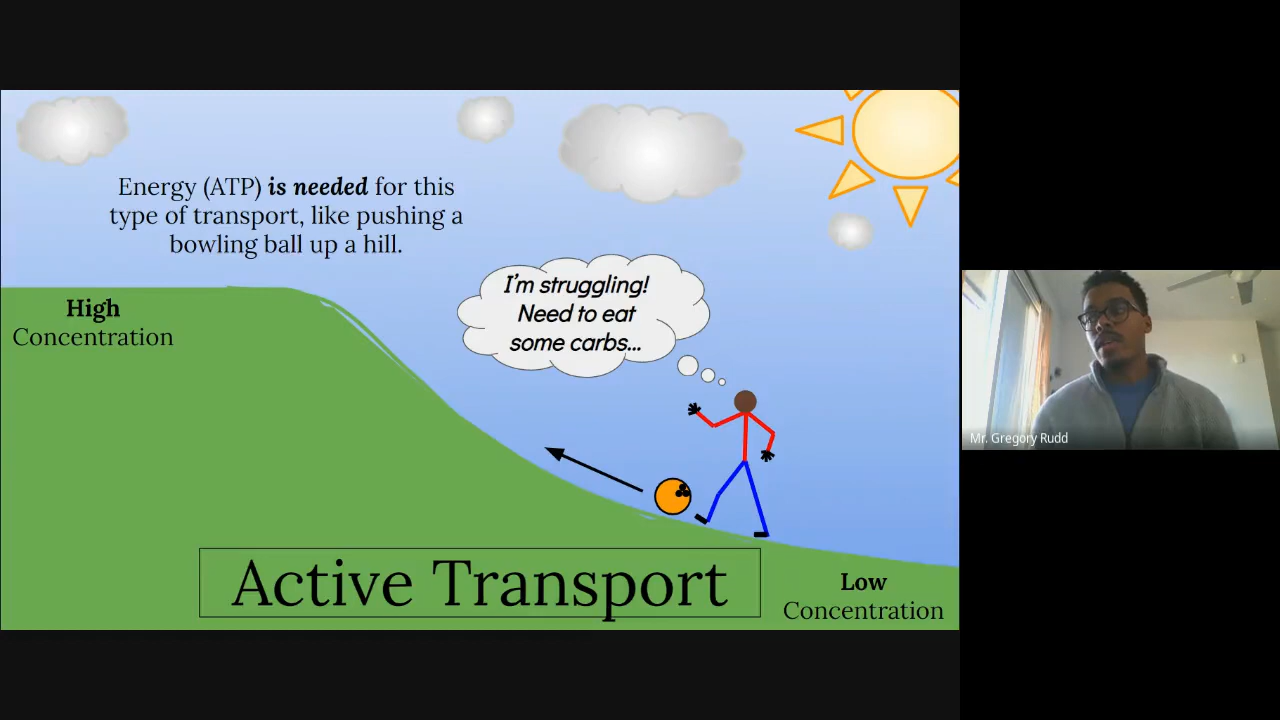 Energy (ATP) is needed for this
type of transport, like pushing a
bowling ball up a hill.
High
Concentration
I'm struggling!
Need to eat
some carbs...
Active Transport
Low
Concentration
Mr. Gregory Rudd